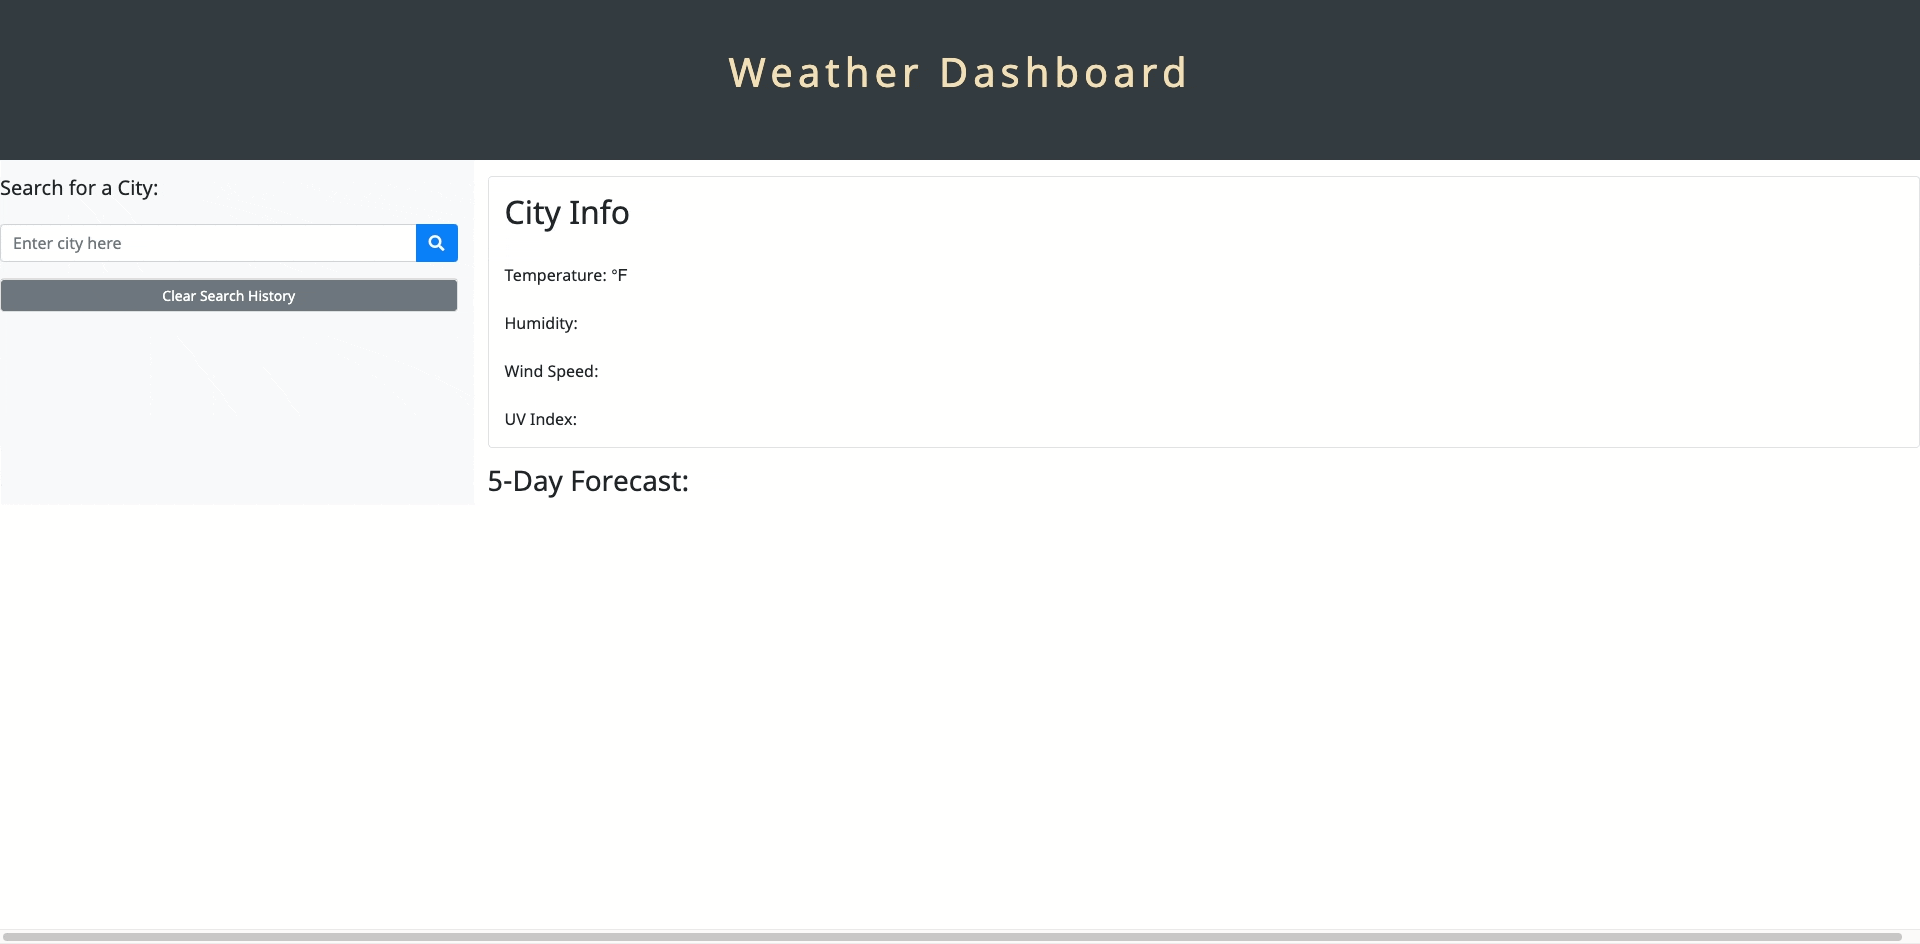 Weather Dashboard
Search for a City:
Enter city here
Clear Search History
City Info
Temperature: °F
Humidity:
Wind Speed:
UV Index:
5-Day Forecast: